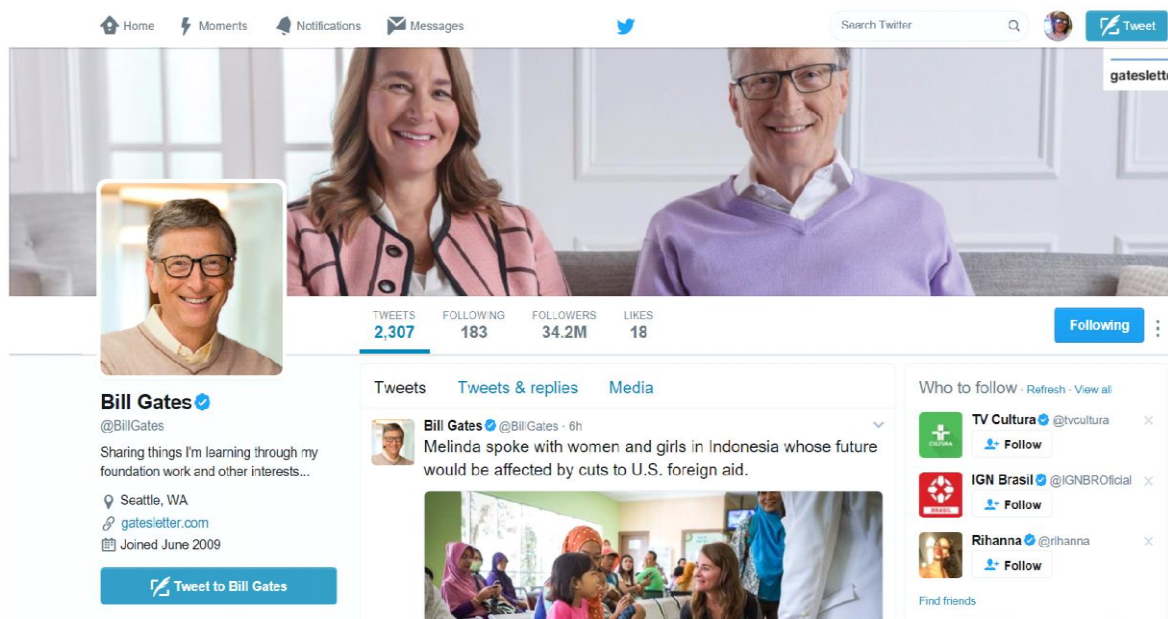 Home Moments Notifications Messages
Search Twitter
Tweet
gateslette
TWEETS FOLLOWING FOLLOWERS LIKES
2,307 183 34.2M 18
Following
Bill Gates
@BillGates
Sharing things I'm learning through my
foundation work and other interests...
Seattle, WA
gatesletter.com
Joined June 2009
Tweet to Bill Gates
Tweets Tweets & replies Media
Bill Gates @BillGates · 6h
Melinda spoke with women and girls in Indonesia whose future
would be affected by cuts to U.S. foreign aid.
Who to follow · Refresh · View all
TV Cultura @tvcultura
Follow
CULTURA
IGN Brasil @IGNBROficial
Follow
BRASIL
Rihanna @rihanna
Follow
Find friends